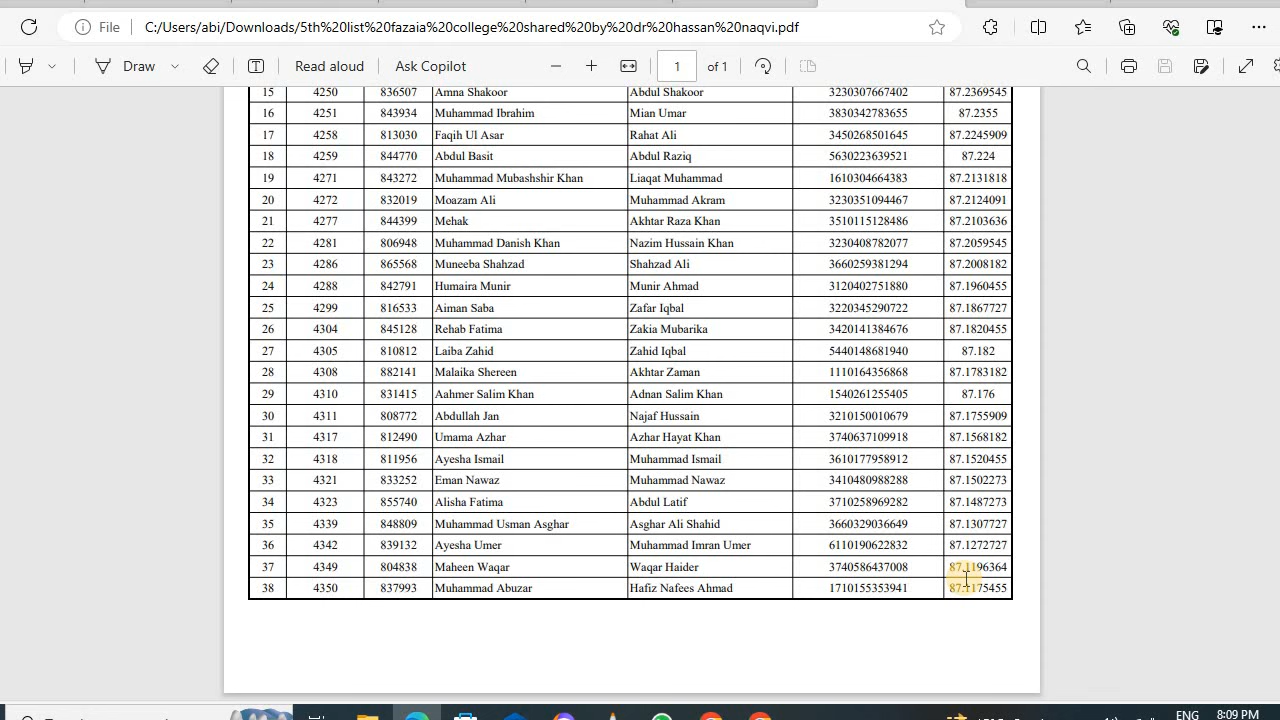 File C:/Users/abi/Downloads/5th%20list%20fazaia%20college%20shared%20by%20dr%20hassan%20naqvi.pdf
Draw Read aloud Ask Copilot 1 of 1
15 4250 836507 Amna Shakoor Abdul Shakoor 3230307667402 87.2369545
16 4251 843934 Muhammad Ibrahim Mian Umar 3830342783655 87.2355
17 4258 813030 Faqih Ul Asar Rahat Ali 3450268501645 87.2245909
18 4259 844770 Abdul Basit Abdul Raziq 5630223639521 87.224
19 4271 843272 Muhammad Mubashshir Khan Liaqat Muhammad 1610304664383 87.2131818
20 4272 832019 Moazam Ali Muhammad Akram 3230351094467 87.2124091
21 4277 844399 Mehak Akhtar Raza Khan 3510115128486 87.2103636
22 4281 806948 Muhammad Danish Khan Nazim Hussain Khan 3230408782077 87.2059545
23 4286 865568 Muneeba Shahzad Shahzad Ali 3660259381294 87.2008182
24 4288 842791 Humaira Munir Munir Ahmad 3120402751880 87.1960455
25 4299 816533 Aiman Saba Zafar Iqbal 3220345290722 87.1867727
26 4304 845128 Rehab Fatima Zakia Mubarika 3420141384676 87.1820455
27 4305 810812 Laiba Zahid Zahid Iqbal 5440148681940 87.182
28 4308 882141 Malaika Shereen Akhtar Zaman 1110164356868 87.1783182
29 4310 831415 Aahmer Salim Khan Adnan Salim Khan 1540261255405 87.176
30 4311 808772 Abdullah Jan Najaf Hussain 3210150010679 87.1755909
31 4317 812490 Umama Azhar Azhar Hayat Khan 3740637109918 87.1568182
32 4318 811956 Ayesha Ismail Muhammad Ismail 3610177958912 87.1520455
33 4321 833252 Eman Nawaz Muhammad Nawaz 3410480988288 87.1502273
34 4323 855740 Alisha Fatima Abdul Latif 3710258969282 87.1487273
35 4339 848809 Muhammad Usman Asghar Asghar Ali Shahid 3660329036649 87.1307727
36 4342 839132 Ayesha Umer Muhammad Imran Umer 6110190622832 87.1272727
37 4349 804838 Maheen Waqar Waqar Haider 3740586437008 87.1196364
38 4350 837993 Muhammad Abuzar Hafiz Nafees Ahmad 1710155353941 87.1175455
ENG 8:09 PM